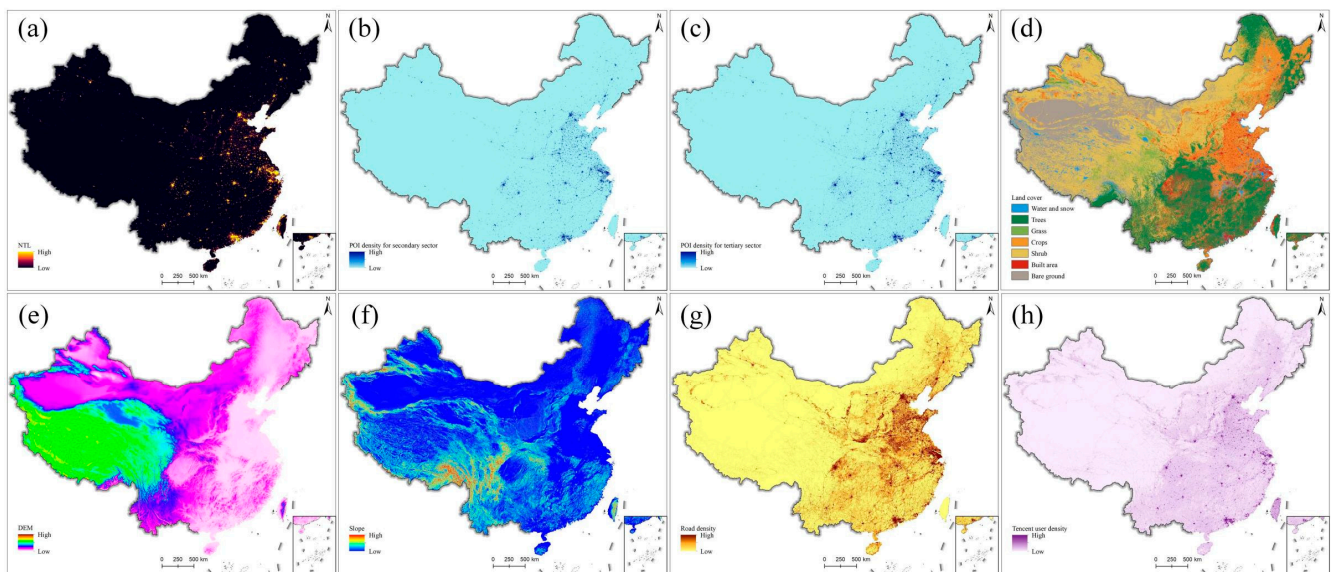 (a)
N
NTL
High
Low
0 250 500 km
(b)
N
POI density for secondary sector
High
Low
0 250 500 km
(c)
N
POI density for tertiary sector
High
Low
0 250 500 km
(d)
N
Land cover
Water and snow
Trees
Grass
Crops
Shrub
Built area
Bare ground
0 250 500 km
(e)
N
DEM
High
Low
0 250 500 km
(f)
N
Slope
High
Low
0 250 500 km
(g)
N
Road density
High
Low
0 250 500 km
(h)
N
Tencent user density
High
Low
0 250 500 km